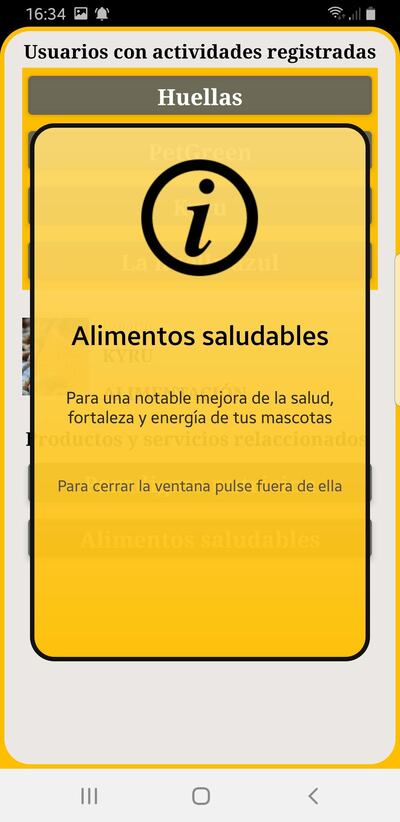 16:34
Usuarios con actividades registradas
Huellas
PetGreen
La
azul
i
Alimentos saludables
KYRU
Para una notable mejora de la salud,
ALIMENTACIÓN
fortaleza y energía de tus mascotas
Productos y servicios relaccionados
Para cerrar la ventana pulse fuera de ella
Alimentos saludables